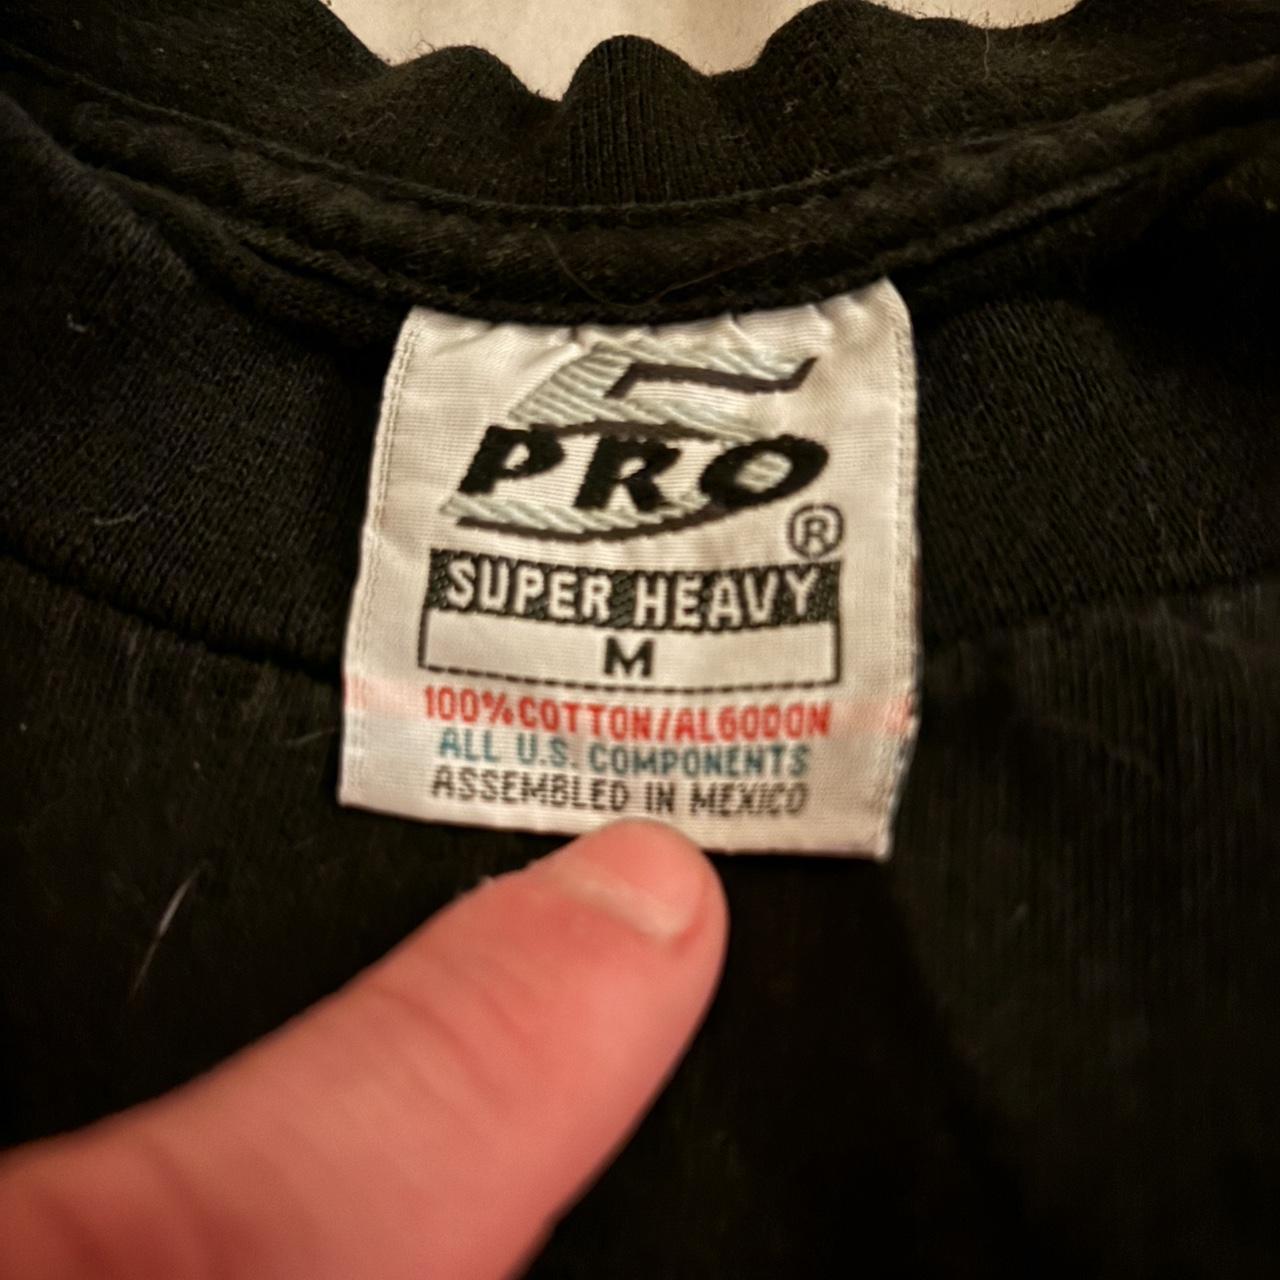 5
PRO
®
SUPER HEAVY
M
100% COTTON/ALGODON
ALL U.S. COMPONENTS
ASSEMBLED IN MEXICO